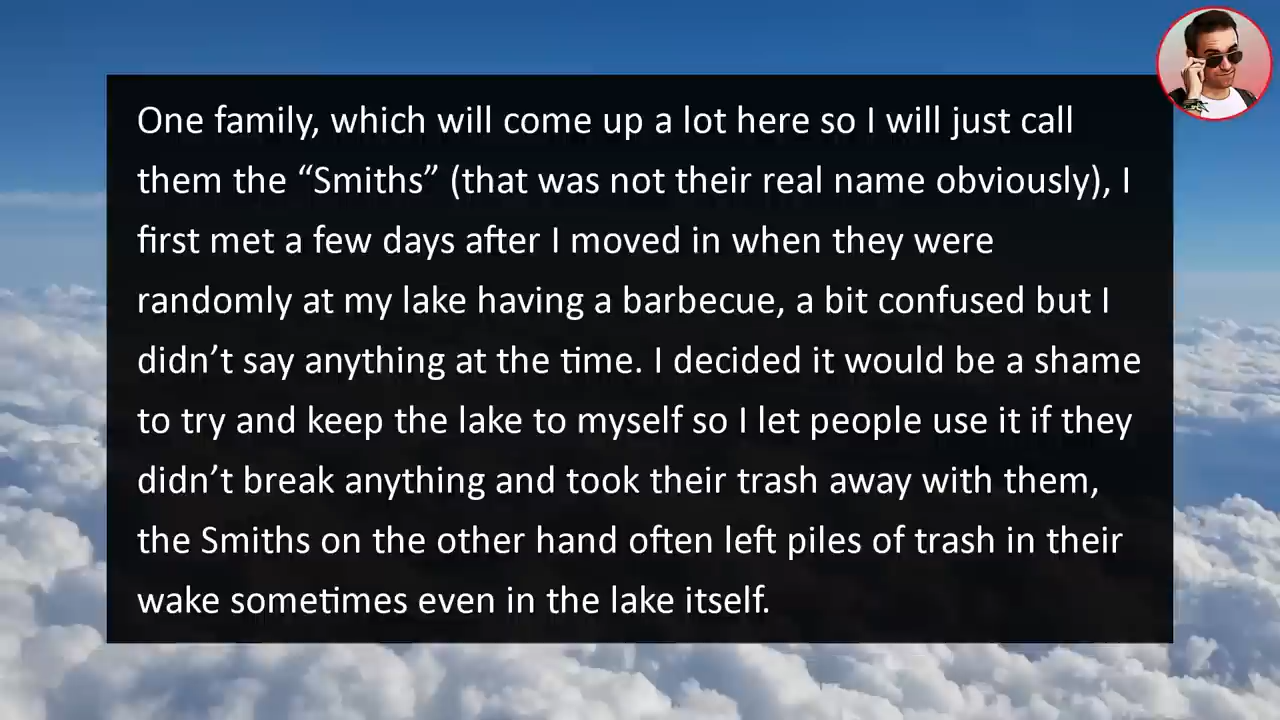 One family, which will come up a lot here so I will just call
them the “Smiths” (that was not their real name obviously), I
first met a few days after I moved in when they were
randomly at my lake having a barbecue, a bit confused but I
didn’t say anything at the time. I decided it would be a shame
to try and keep the lake to myself so I let people use it if they
didn’t break anything and took their trash away with them,
the Smiths on the other hand often left piles of trash in their
wake sometimes even in the lake itself.